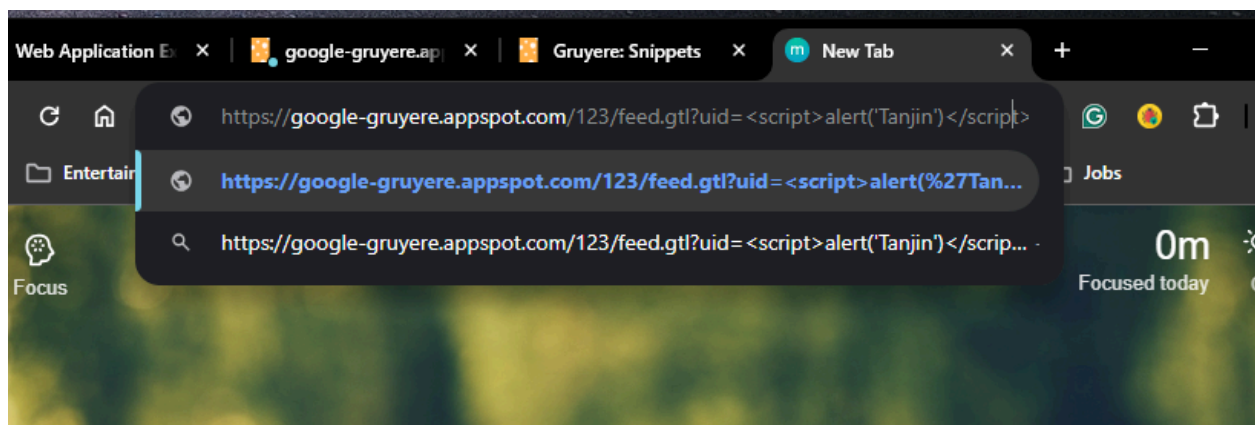 Web Application Ex
google-gruyere.ap
Gruyere: Snippets
New Tab
https://google-gruyere.appspot.com/123/feed.gtl?uid=<script>alert('Tanjin')</script>
Entertair
https://google-gruyere.appspot.com/123/feed.gtl?uid=<script>alert(%27Tan...
Jobs
https://google-gruyere.appspot.com/123/feed.gtl?uid=<script>alert('Tanjin')</scrip... -
0m
Focus
Focused today